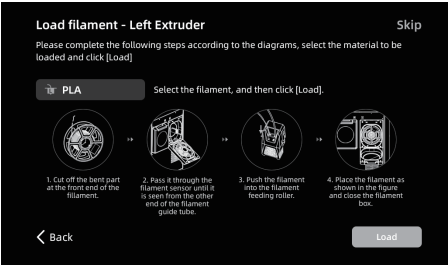 Load filament - Left Extruder
Skip
Please complete the following steps according to the diagrams, select the material to be
loaded and click [Load]
PLA
Select the filament, and then click [Load].
1. Cut off the bent part
at the front end of the
fillament.
2. Pass it through the
filament sensor until it
is seen from the other
end of the filament
guide tube.
3. Push the filament
into the filament
feeding roller.
4. Place the filament as
shown in the figure
and close the filament
box.
Back
Load